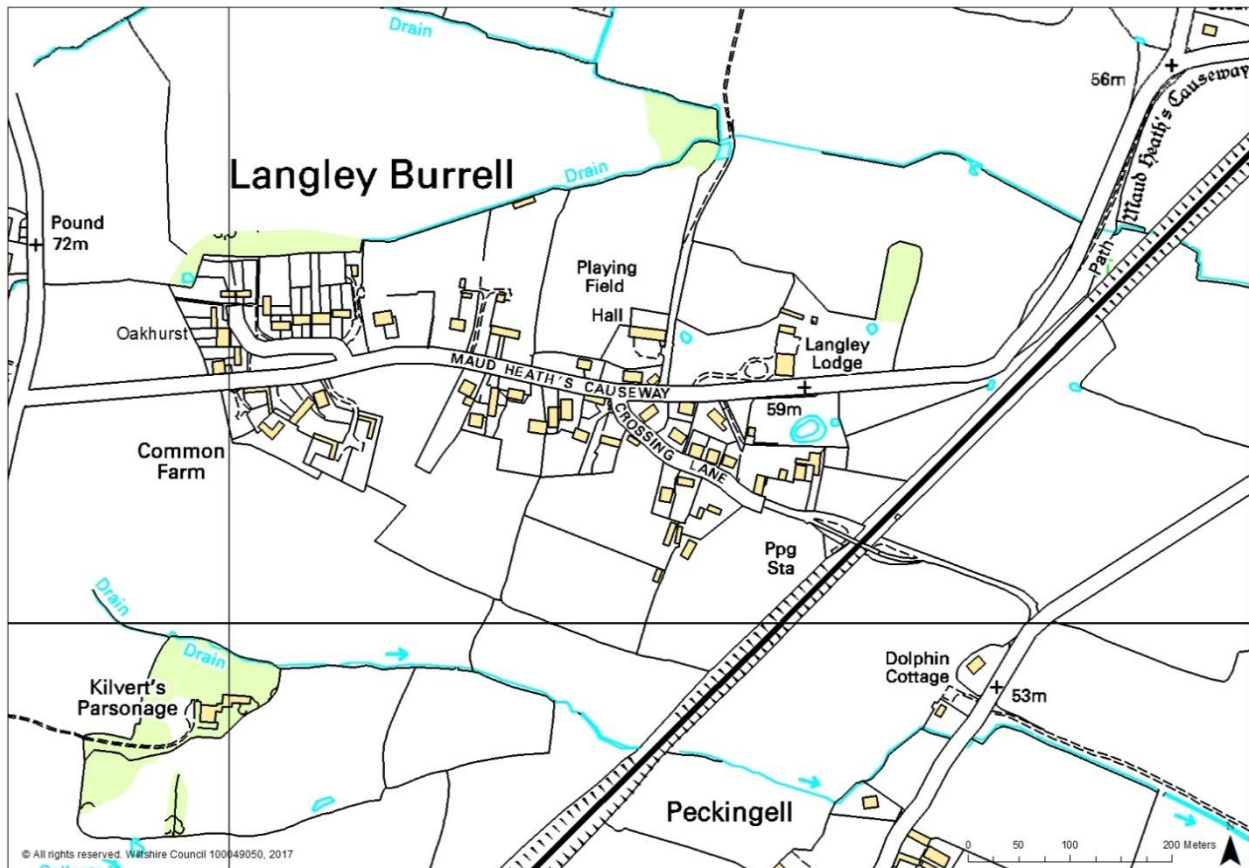 Drain
56m
Maud Heath's Causeway
Path
Langley Burrell
Drain
Pound
72m
Playing
Field
Hall
Oakhurst
Langley
Lodge
MAUD HEATH'S CAUSEWAY
59m
CROSSING LANE
Common
Farm
Ppg
Sta
Drain
Drain
Dolphin
Cottage
Kilvert's
Parsonage
53m
Peckingell
© All rights reserved. Wiltshire Council 100049050, 2017
0 50 100 200 Meters